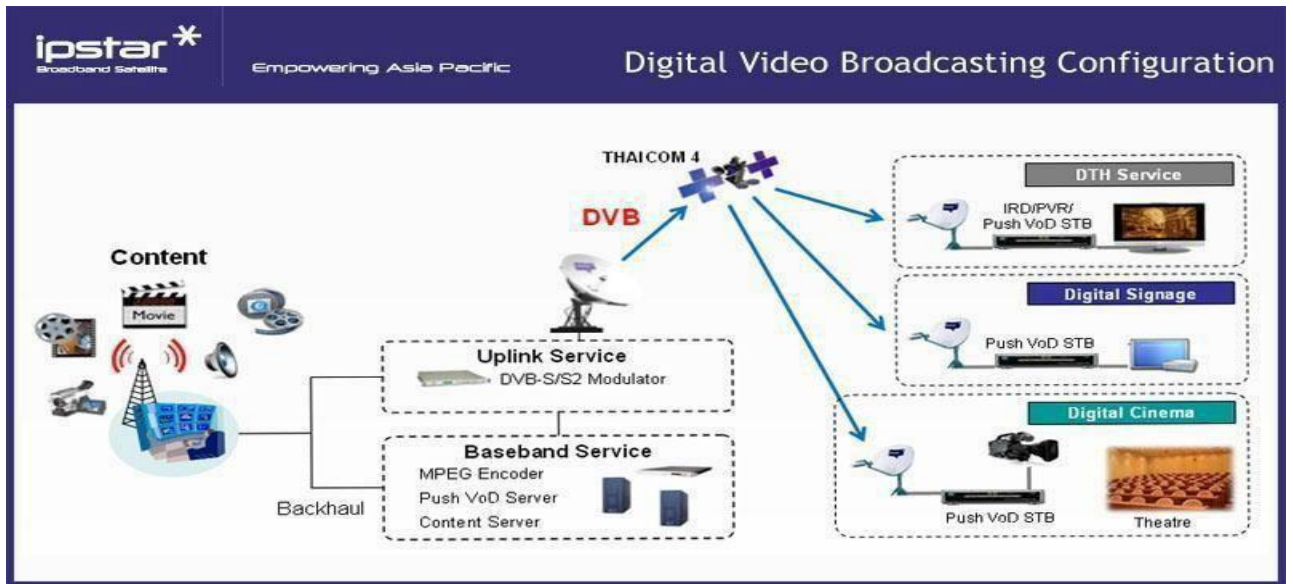 ipstar
Broadband Satellite
Empowering Asia Pacific
Digital Video Broadcasting Configuration
THAICOM 4
DVB
Content
Movie
Uplink Service
DVB-S/S2 Modulator
Baseband Service
MPEG Encoder
Push VoD Server
Content Server
Backhaul
DTH Service
IRD/PVR/
Push VoD STB
Digital Signage
Push VoD STB
Digital Cinema
Push VoD STB
Theatre